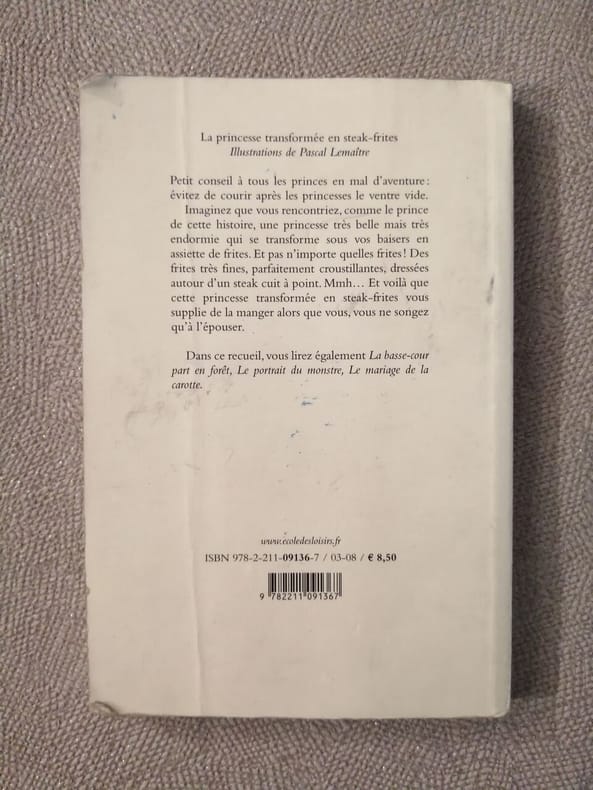 La princesse transformée en steak-frites
Illustrations de Pascal Lemaître
Petit conseil à tous les princes en mal d'aventure :
évitez de courir après les princesses le ventre vide.
Imaginez que vous rencontriez, comme le prince
de cette histoire, une princesse très belle mais très
endormie qui se transforme sous vos baisers en
assiette de frites. Et pas n'importe quelles frites ! Des
frites très fines, parfaitement croustillantes, dressées
autour d'un steak cuit à point. Mmh… Et voilà que
cette princesse transformée en steak-frites vous
supplie de la manger alors que vous, vous ne songez
qu'à l'épouser.
Dans ce recueil, vous lirez également La basse-cour
part en forêt, Le portrait du monstre, Le mariage de la
carotte.
www.ecoledesloisirs.fr
ISBN 978-2-211-09136-7 / 03-08 / € 8,50
9 782211 091367